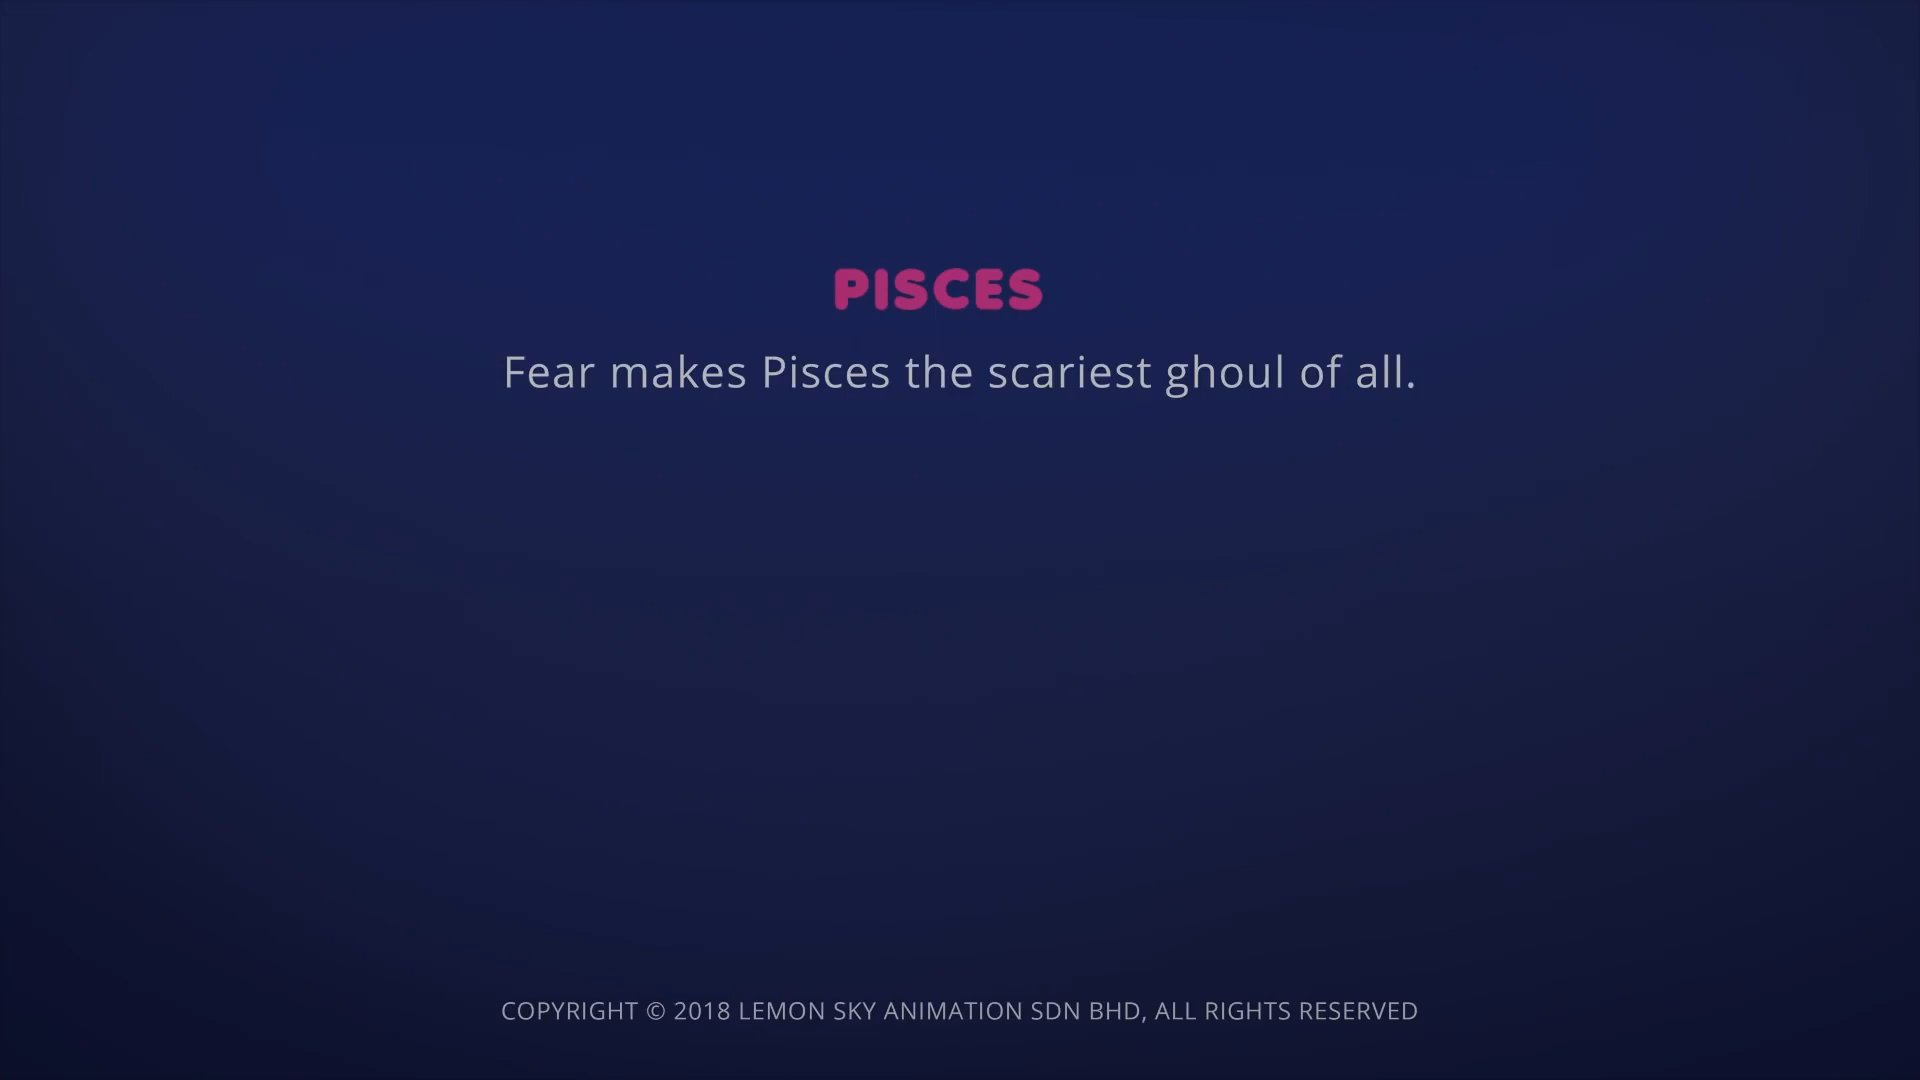 PISCES
Fear makes Pisces the scariest ghoul of all.
COPYRIGHT © 2018 LEMON SKY ANIMATION SDN BHD, ALL RIGHTS RESERVED